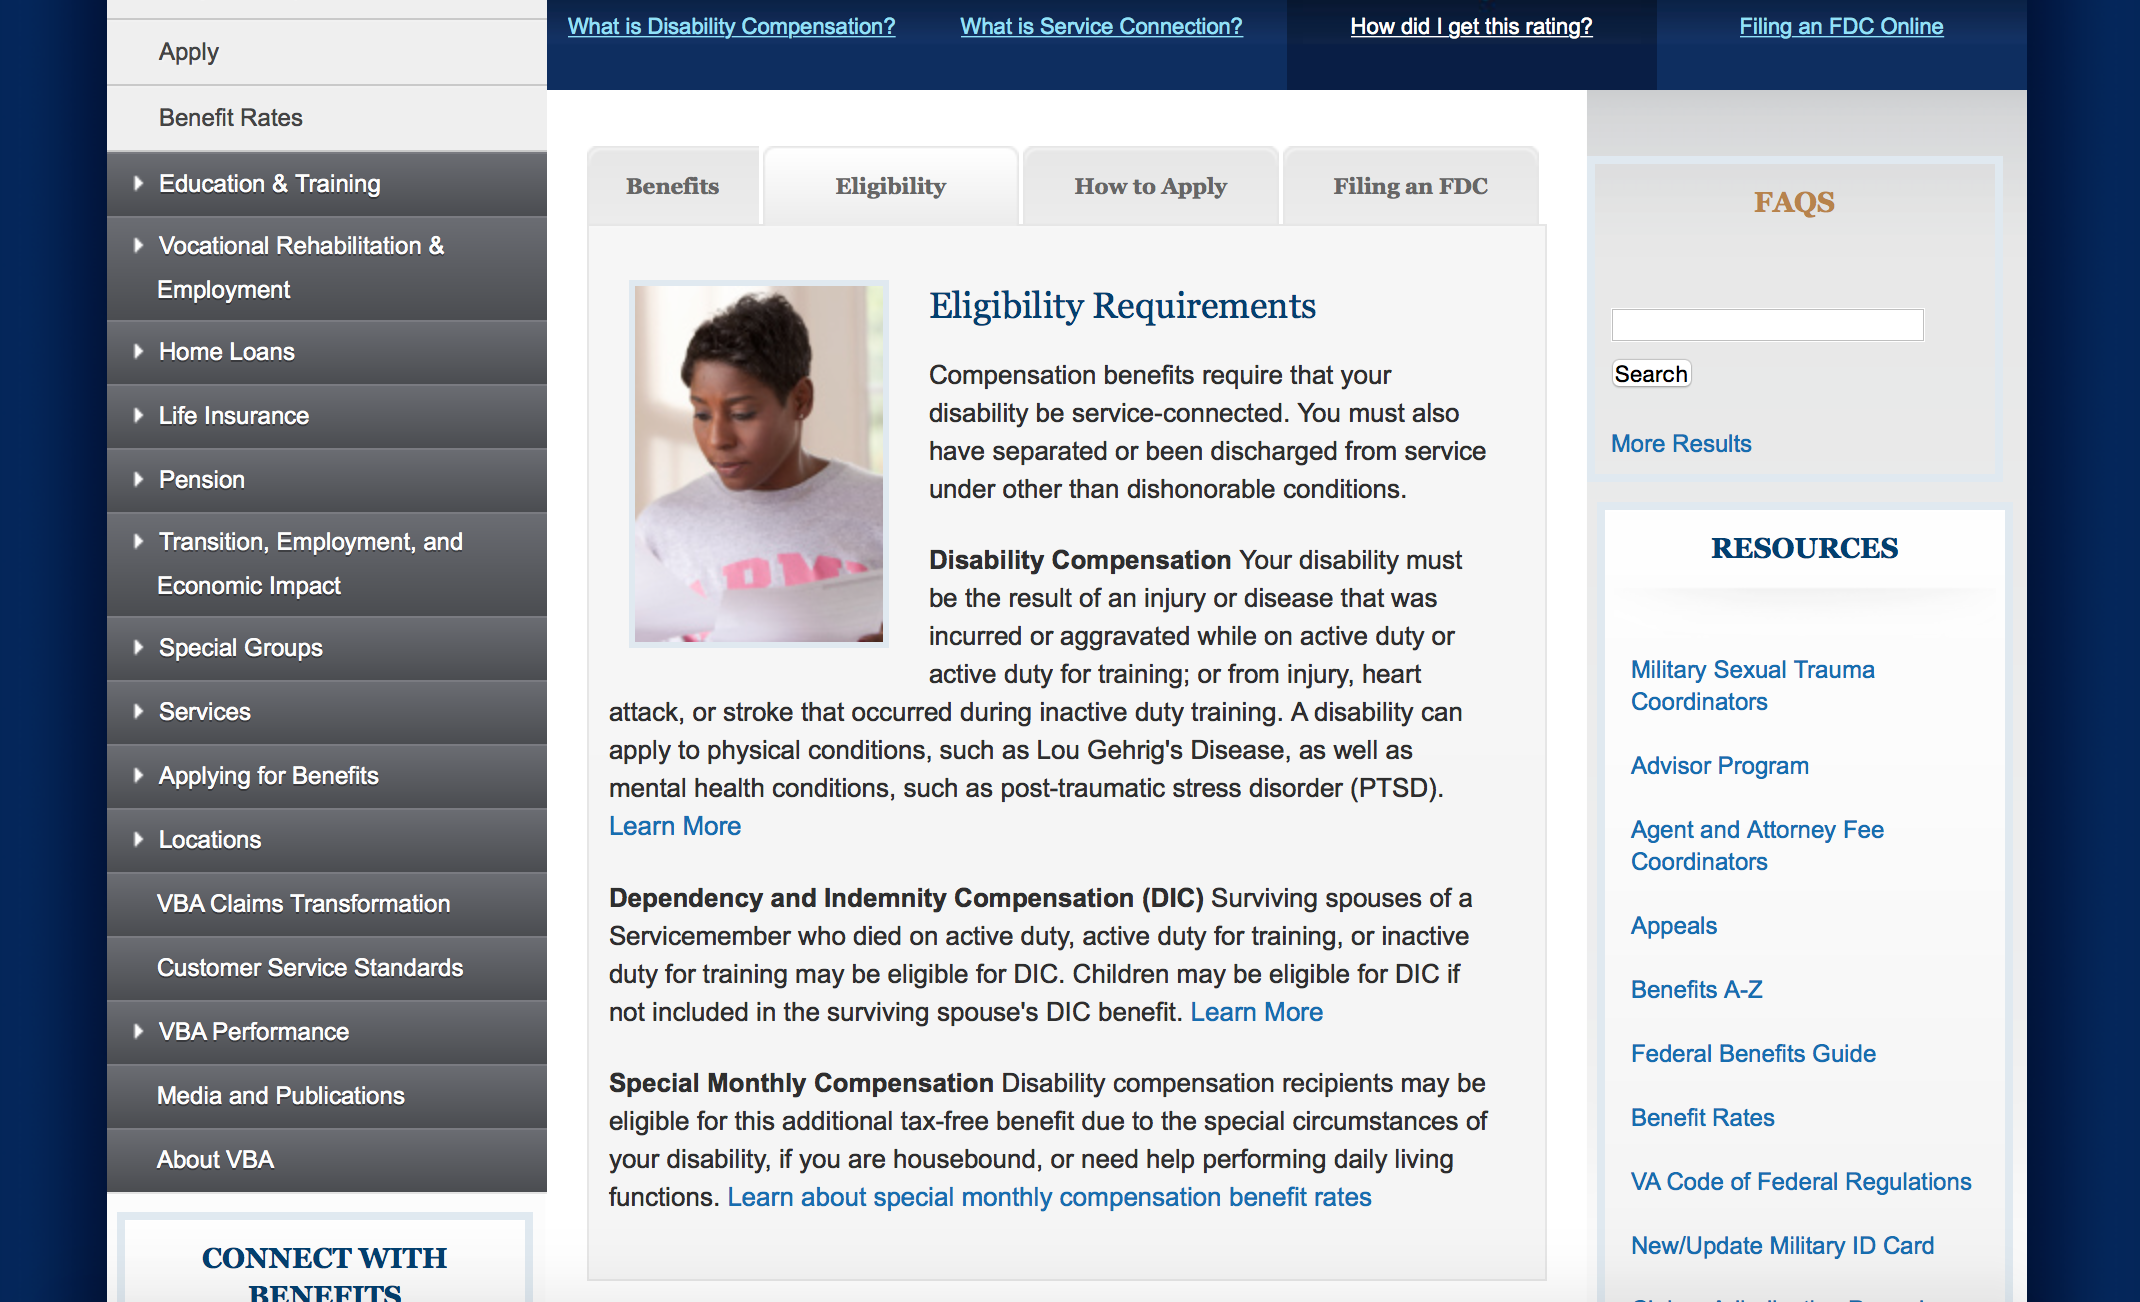 What is Disability Compensation?
What is Service Connection?
How did I get this rating?
Filing an FDC Online
Apply
Benefit Rates
Education & Training
Vocational Rehabilitation &
Employment
Home Loans
Life Insurance
Pension
Transition, Employment, and
Economic Impact
Special Groups
Services
Applying for Benefits
Locations
VBA Claims Transformation
Customer Service Standards
VBA Performance
Media and Publications
About VBA
CONNECT WITH
BENEFITS
Benefits
Eligibility
How to Apply
Filing an FDC
Eligibility Requirements
Compensation benefits require that your
disability be service-connected. You must also
have separated or been discharged from service
under other than dishonorable conditions.
Disability Compensation Your disability must
be the result of an injury or disease that was
incurred or aggravated while on active duty or
active duty for training; or from injury, heart
attack, or stroke that occurred during inactive duty training. A disability can
apply to physical conditions, such as Lou Gehrig's Disease, as well as
mental health conditions, such as post-traumatic stress disorder (PTSD).
Learn More
Dependency and Indemnity Compensation (DIC) Surviving spouses of a
Servicemember who died on active duty, active duty for training, or inactive
duty for training may be eligible for DIC. Children may be eligible for DIC if
not included in the surviving spouse's DIC benefit. Learn More
Special Monthly Compensation Disability compensation recipients may be
eligible for this additional tax-free benefit due to the special circumstances of
your disability, if you are housebound, or need help performing daily living
functions. Learn about special monthly compensation benefit rates
FAQS
Search
More Results
RESOURCES
Military Sexual Trauma
Coordinators
Advisor Program
Agent and Attorney Fee
Coordinators
Appeals
Benefits A-Z
Federal Benefits Guide
Benefit Rates
VA Code of Federal Regulations
New/Update Military ID Card